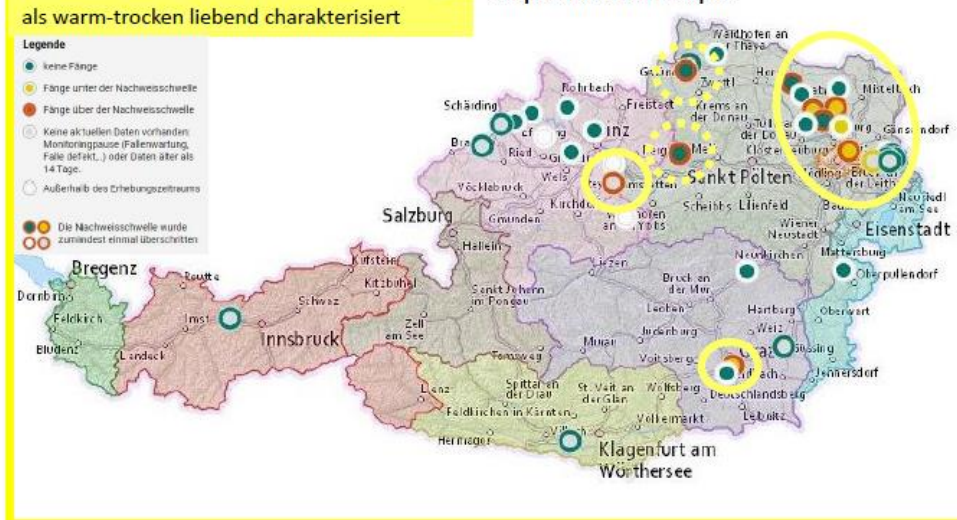 als warm-trocken liebend charakterisiert
Legende
keine Fänge
Fänge unter der Nachweisschwelle
Fänge über der Nachweisschwelle
Keine aktuellen Daten vorhanden:
Monitoringpause (Fallenwartung,
Falle defekt,..) oder Daten älter als
14 Tage.
Außerhalb des Erhebungszeitraums
Die Nachweisschwelle wurde
zumindest einmal überschritten
Waidhofen an
der Thaya
Zwettl
Mistelbach
Rohrbach
Freistadt
Krems an
der Donau
Schärding
Gänserndorf
Klosterneuburg
Ried
Wels
Sankt Pölten
Vöcklabruck
Scheibbs Lilienfeld
Gmunden
Neusiedl
am See
Eisenstadt
Salzburg
Wiener
Neustadt
Hallein
Mattersburg
Liezen
Neunkirchen
Oberpullendorf
Bregenz
Reutte
Kufstein
Kitzbühel
Bruck an
der Mur
Dornbirn
Sankt Johann
im Pongau
Schwaz
Leoben
Hartberg
Oberwart
Feldkirch
Imst
Innsbruck
Zell
am See
Judenburg
Weiz
Murau
Voitsberg
Graz
Güssing
Bludenz
Landeck
Tamsweg
Jennersdorf
Lienz
Spittal an
der Drau
St. Veit an
der Glan
Wolfsberg
Deutschlandsberg
Feldkirchen in Kärnten
Völkermarkt
Leibnitz
Hermagor
Villach
Klagenfurt am
Wörthersee